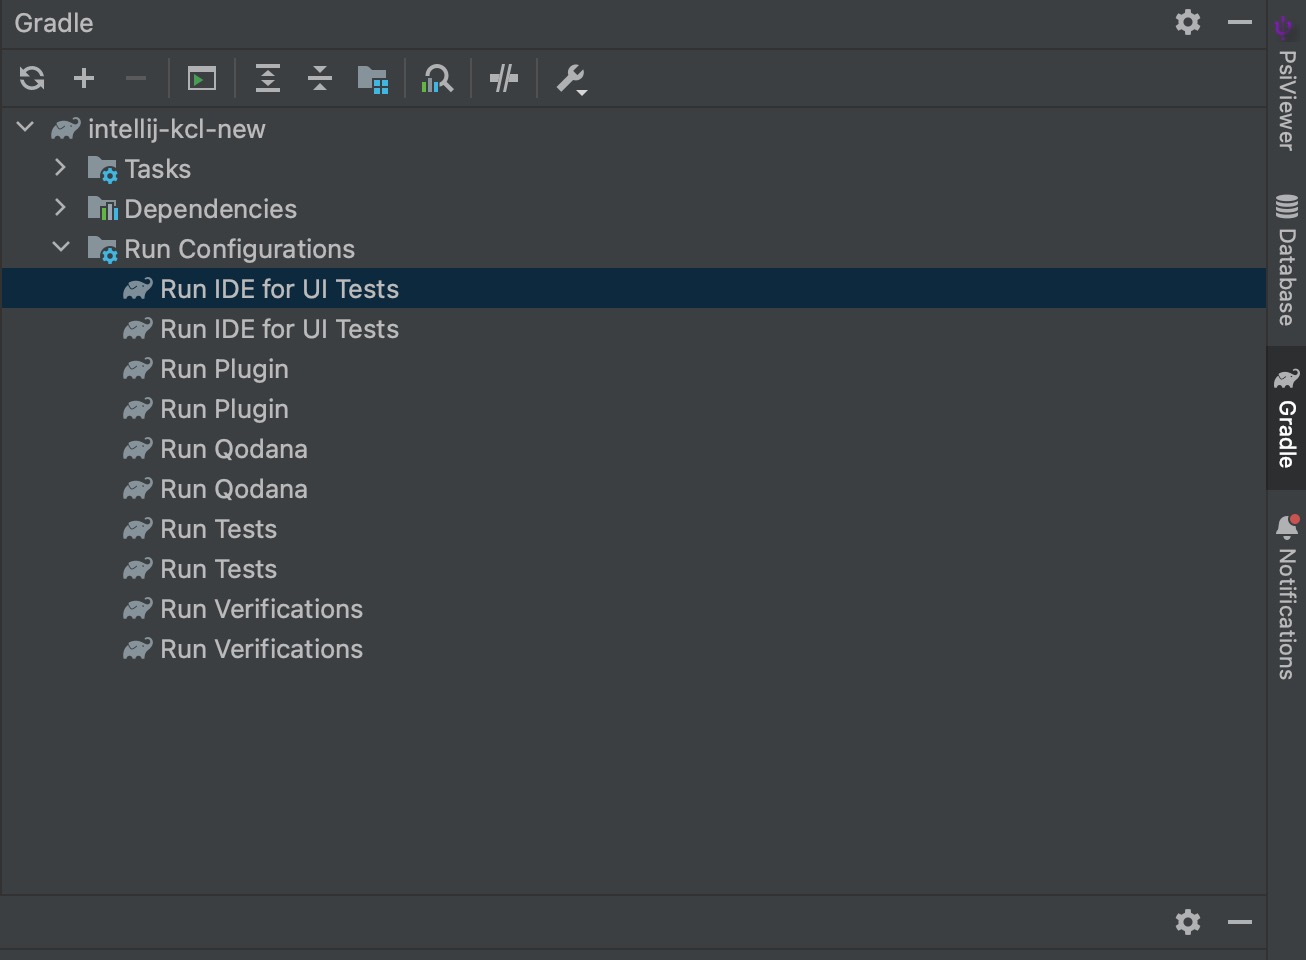 Gradle
intellij-kcl-new
Tasks
Dependencies
Run Configurations
Run IDE for UI Tests
Run IDE for UI Tests
Run Plugin
Run Plugin
Run Qodana
Run Qodana
Run Tests
Run Tests
Run Verifications
Run Verifications
PsiViewer
Database
Gradle
Notifications